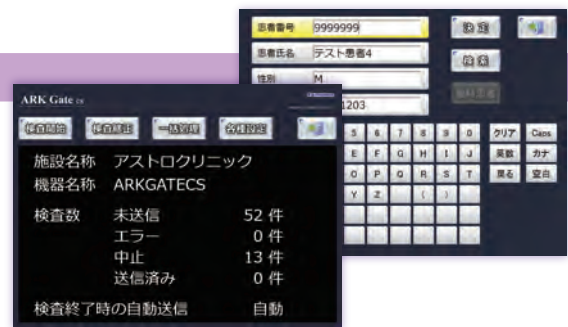 患者番号 9999999 決定
患者氏名 テスト患者4 検索
性別 M
1203
5 6 7 8 9 0 クリア Caps
E F G H I J 英数 カナ
O P Q R S T 戻る 空白
Y Z ( )
ARK Gate
検査開始 検査修正 一括処理 各種設定
施設名称 アストロクリニック
機器名称 ARKGATECS
検査数 未送信 52 件
エラー 0 件
中止 13 件
送信済み 0 件
検査終了時の自動送信 自動